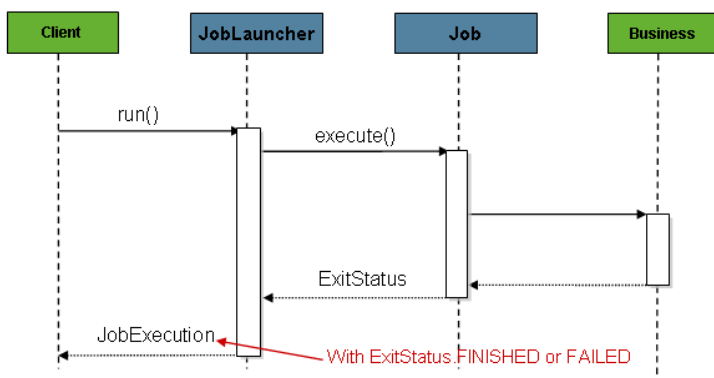 Client
JobLauncher
Job
Business
run()
execute()
ExitStatus
JobExecution
With ExitStatus.FINISHED or FAILED